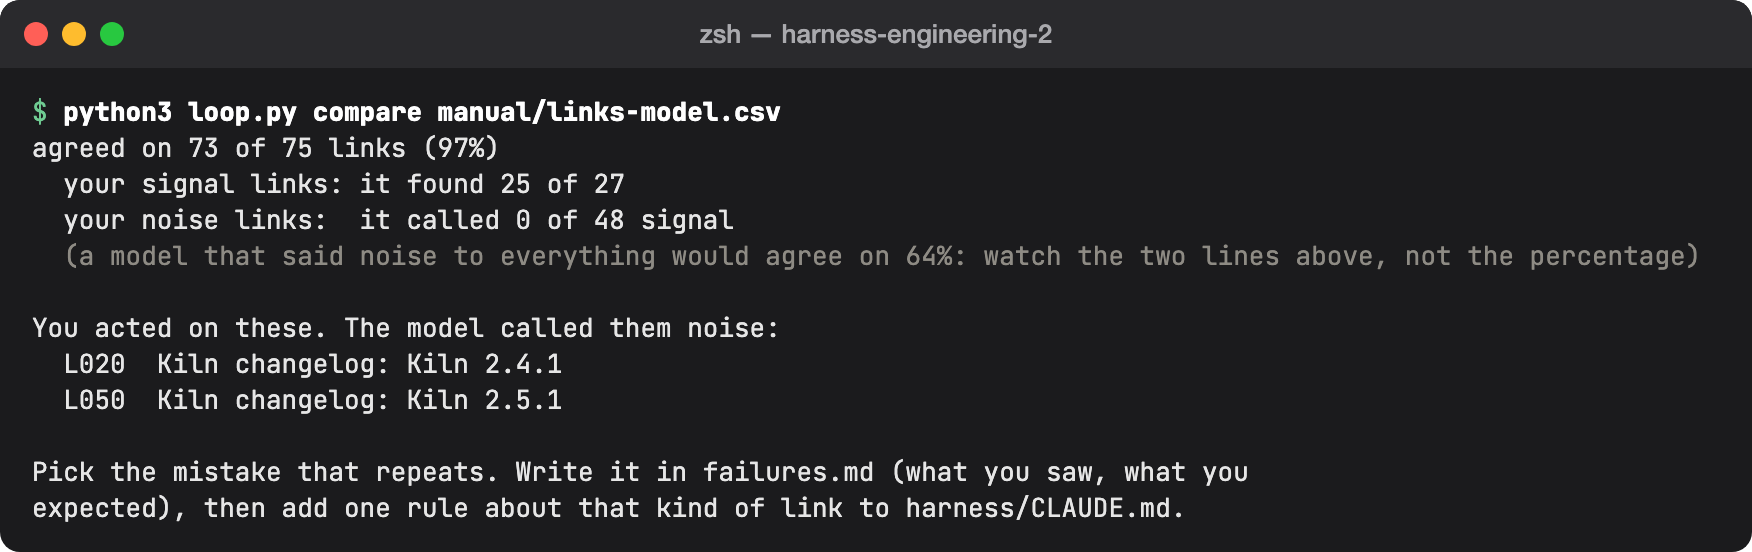 zsh — harness-engineering-2
$ python3 loop.py compare manual/links-model.csv
agreed on 73 of 75 links (97%)
  your signal links: it found 25 of 27
  your noise links:  it called 0 of 48 signal
  (a model that said noise to everything would agree on 64%: watch the two lines above, not the percentage)
You acted on these. The model called them noise:
  L020  Kiln changelog: Kiln 2.4.1
  L050  Kiln changelog: Kiln 2.5.1
Pick the mistake that repeats. Write it in failures.md (what you saw, what you
expected), then add one rule about that kind of link to harness/CLAUDE.md.